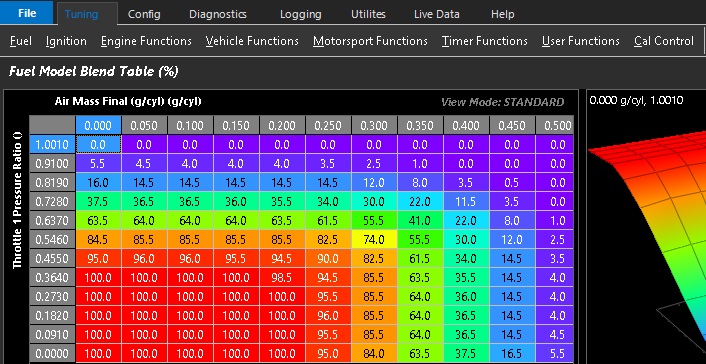 File Tuning Config Diagnostics Logging Utilites Live Data Help
Fuel Ignition Engine Functions Vehicle Functions Motorsport Functions Timer Functions User Functions Cal Control
Fuel Model Blend Table (%)
Air Mass Final (g/cyl) (g/cyl) View Mode: STANDARD
0.000 g/cyl, 1.0010
Throttle 1 Pressure Ratio ()
0.000 0.050 0.100 0.150 0.200 0.250 0.300 0.350 0.400 0.450 0.500
1.0010 0.0 0.0 0.0 0.0 0.0 0.0 0.0 0.0 0.0 0.0 0.0
0.9100 5.5 4.5 4.0 4.0 4.0 3.5 2.5 1.0 0.0 0.0 0.0
0.8190 16.0 14.5 14.5 14.5 14.5 14.5 12.0 8.0 3.5 0.5 0.0
0.7280 37.5 36.5 36.5 36.0 35.5 34.0 30.0 22.0 11.5 3.5 0.0
0.6370 63.5 64.0 64.0 64.0 63.5 61.5 55.5 41.0 22.0 8.0 1.0
0.5460 84.5 85.5 85.5 85.5 85.5 82.5 74.0 55.5 30.0 12.0 2.5
0.4550 95.0 96.0 96.0 95.5 94.5 90.0 82.5 61.5 34.0 14.5 3.5
0.3640 100.0 100.0 100.0 100.0 98.5 94.5 85.5 63.5 35.5 14.5 4.0
0.2730 100.0 100.0 100.0 100.0 100.0 95.5 85.5 64.0 36.0 14.5 4.0
0.1820 100.0 100.0 100.0 100.0 100.0 96.0 85.5 64.0 36.5 14.5 4.0
0.0910 100.0 100.0 100.0 100.0 100.0 95.5 85.5 64.0 36.5 14.5 4.5
0.0000 100.0 100.0 100.0 100.0 100.0 95.0 84.0 63.5 37.5 16.5 5.5